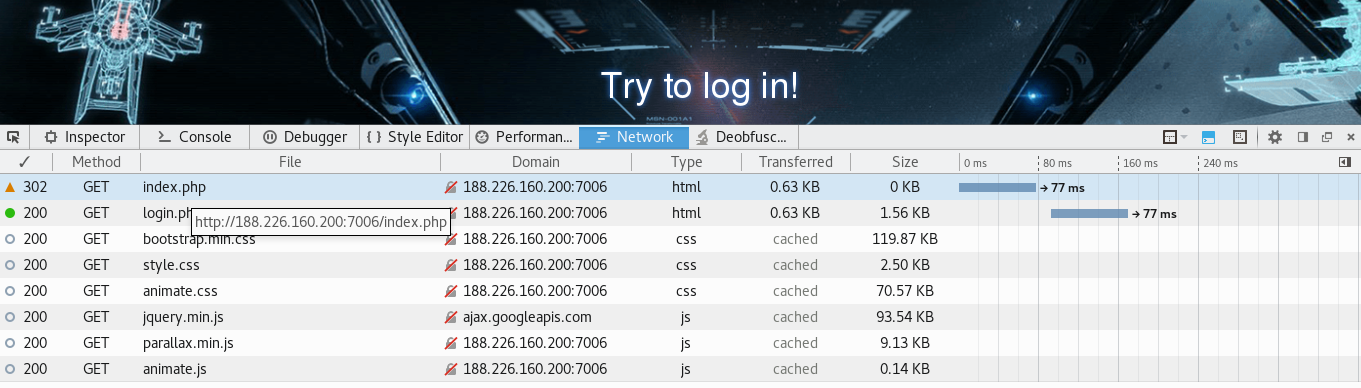 Try to log in!
MSN-001A1
Inspector Console Debugger { } Style Editor Performan... Network Deobfusc...
✓ Method File Domain Type Transferred Size 0 ms 80 ms 160 ms 240 ms
302 GET index.php 188.226.160.200:7006 html 0.63 KB 0 KB → 77 ms
200 GET login.ph 188.226.160.200:7006 html 0.63 KB 1.56 KB → 77 ms
http://188.226.160.200:7006/index.php
200 GET bootstrap.min.css 188.226.160.200:7006 css cached 119.87 KB
200 GET style.css 188.226.160.200:7006 css cached 2.50 KB
200 GET animate.css 188.226.160.200:7006 css cached 70.57 KB
200 GET jquery.min.js ajax.googleapis.com js cached 93.54 KB
200 GET parallax.min.js 188.226.160.200:7006 js cached 9.13 KB
200 GET animate.js 188.226.160.200:7006 js cached 0.14 KB